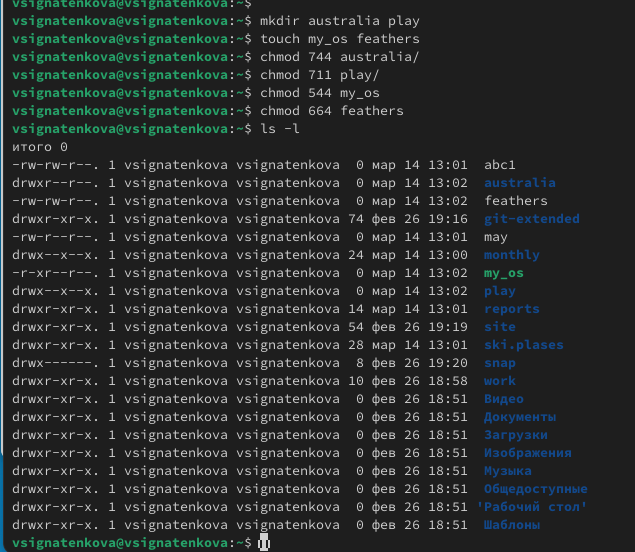 vsignatenkova@vsignatenkova:~$
vsignatenkova@vsignatenkova:~$ mkdir australia play
vsignatenkova@vsignatenkova:~$ touch my_os feathers
vsignatenkova@vsignatenkova:~$ chmod 744 australia/
vsignatenkova@vsignatenkova:~$ chmod 711 play/
vsignatenkova@vsignatenkova:~$ chmod 544 my_os
vsignatenkova@vsignatenkova:~$ chmod 664 feathers
vsignatenkova@vsignatenkova:~$ ls -l
итого 0
-rw-rw-r--. 1 vsignatenkova vsignatenkova  0 мар 14 13:01  abc1
drwxr--r--. 1 vsignatenkova vsignatenkova  0 мар 14 13:02  australia
-rw-rw-r--. 1 vsignatenkova vsignatenkova  0 мар 14 13:02  feathers
drwxr-xr-x. 1 vsignatenkova vsignatenkova 74 фев 26 19:16  git-extended
-rw-r--r--. 1 vsignatenkova vsignatenkova  0 мар 14 13:01  may
drwx--x--x. 1 vsignatenkova vsignatenkova 24 мар 14 13:00  monthly
-r-xr--r--. 1 vsignatenkova vsignatenkova  0 мар 14 13:02  my_os
drwx--x--x. 1 vsignatenkova vsignatenkova  0 мар 14 13:02  play
drwxr-xr-x. 1 vsignatenkova vsignatenkova 14 мар 14 13:01  reports
drwxr-xr-x. 1 vsignatenkova vsignatenkova 54 фев 26 19:19  site
drwxr-xr-x. 1 vsignatenkova vsignatenkova 28 мар 14 13:01  ski.plases
drwx------. 1 vsignatenkova vsignatenkova  8 фев 26 19:20  snap
drwxr-xr-x. 1 vsignatenkova vsignatenkova 10 фев 26 18:58  work
drwxr-xr-x. 1 vsignatenkova vsignatenkova  0 фев 26 18:51  Видео
drwxr-xr-x. 1 vsignatenkova vsignatenkova  0 фев 26 18:51  Документы
drwxr-xr-x. 1 vsignatenkova vsignatenkova  0 фев 26 18:51  Загрузки
drwxr-xr-x. 1 vsignatenkova vsignatenkova  0 фев 26 18:51  Изображения
drwxr-xr-x. 1 vsignatenkova vsignatenkova  0 фев 26 18:51  Музыка
drwxr-xr-x. 1 vsignatenkova vsignatenkova  0 фев 26 18:51  Общедоступные
drwxr-xr-x. 1 vsignatenkova vsignatenkova  0 фев 26 18:51 'Рабочий стол'
drwxr-xr-x. 1 vsignatenkova vsignatenkova  0 фев 26 18:51  Шаблоны
vsignatenkova@vsignatenkova:~$